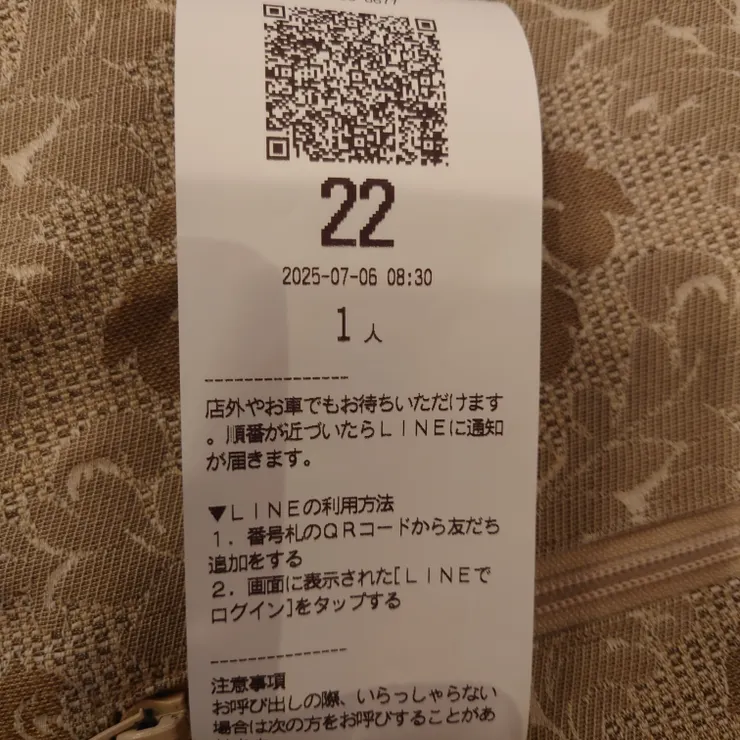 22
2025-07-06 08:30
1 人
---------------
店外やお車でもお待ちいただけます
。順番が近づいたらLINEに通知
が届きます。
▼LINEの利用方法
1. 番号札のQRコードから友だち
追加をする
2. 画面に表示された[LINEで
ログイン]をタップする
---------------
注意事項
お呼び出しの際、いらっしゃらない
場合は次の方をお呼びすることがあ